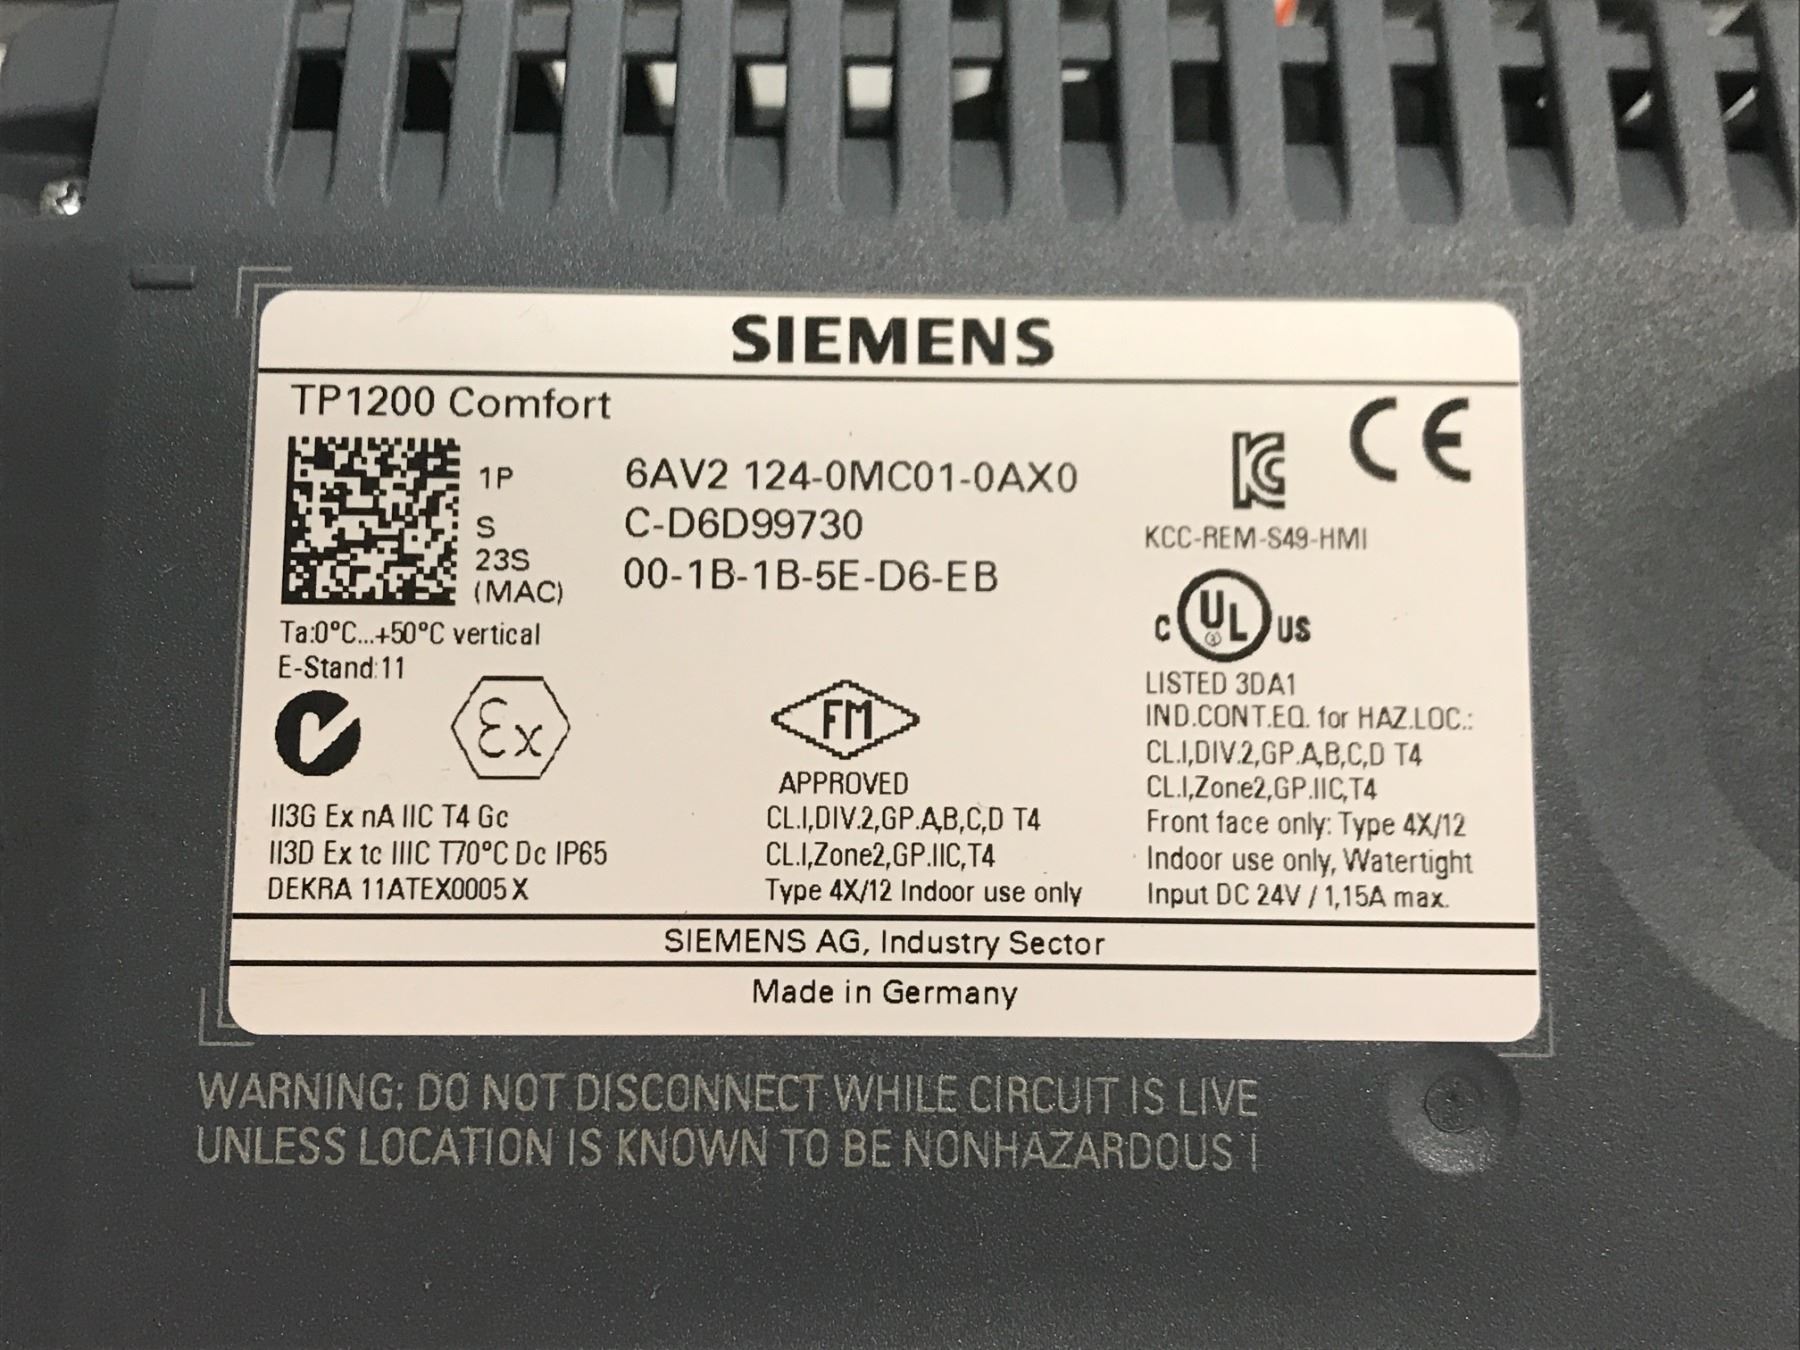 SIEMENS
TP1200 Comfort
1P 6AV2 124-0MC01-0AX0
S C-D6D99730
23S
(MAC) 00-1B-1B-5E-D6-EB
Ta:0°C...+50°C vertical
E-Stand:11
Ex
II3G Ex nA IIC T4 Gc
II3D Ex tc IIIC T70°C Dc IP65
DEKRA 11ATEX0005 X
FM
APPROVED
CL.I,DIV.2,GP.A,B,C,D T4
CL.I,Zone2,GP.IIC,T4
Type 4X/12 Indoor use only
CE
KC
KCC-REM-S49-HMI
C UL US
LISTED 3DA1
IND.CONT.EQ. for HAZ.LOC.:
CL.I,DIV.2,GP.A,B,C,D T4
CL.I,Zone2,GP.IIC,T4
Front face only: Type 4X/12
Indoor use only, Watertight
Input DC 24V / 1,15A max.
SIEMENS AG, Industry Sector
Made in Germany
WARNING: DO NOT DISCONNECT WHILE CIRCUIT IS LIVE
UNLESS LOCATION IS KNOWN TO BE NONHAZARDOUS !